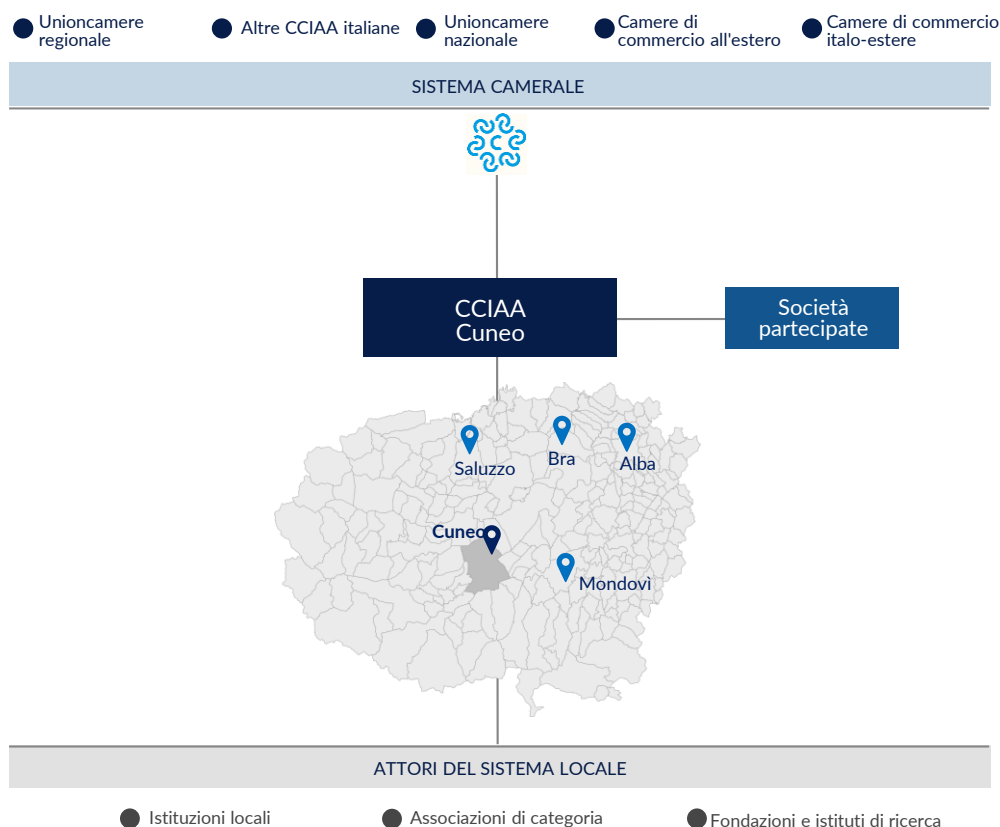 Unioncamere
regionale
Altre CCIAA italiane
Unioncamere
nazionale
Camere di
commercio all'estero
Camere di commercio
italo-estere
SISTEMA CAMERALE
CCIAA
Cuneo
Società
partecipate
Saluzzo
Bra
Alba
Cuneo
Mondovì
ATTORI DEL SISTEMA LOCALE
Istituzioni locali
Associazioni di categoria
Fondazioni e istituti di ricerca